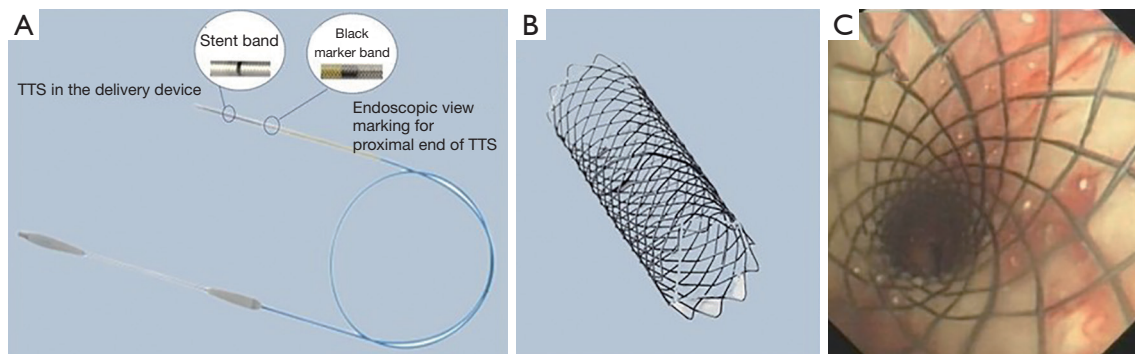 A
Stent band
Black
marker band
TTS in the delivery device
Endoscopic view
marking for
proximal end of TTS
B
C